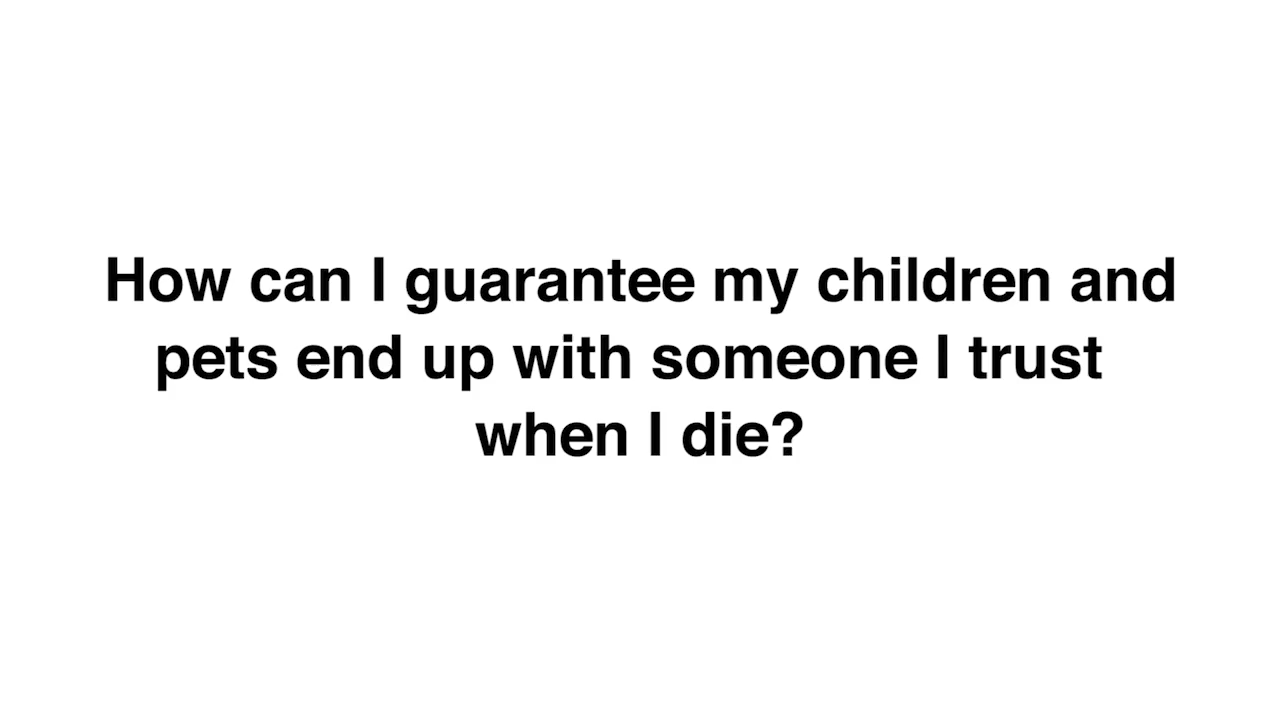 How can I guarantee my children and
pets end up with someone I trust
when I die?